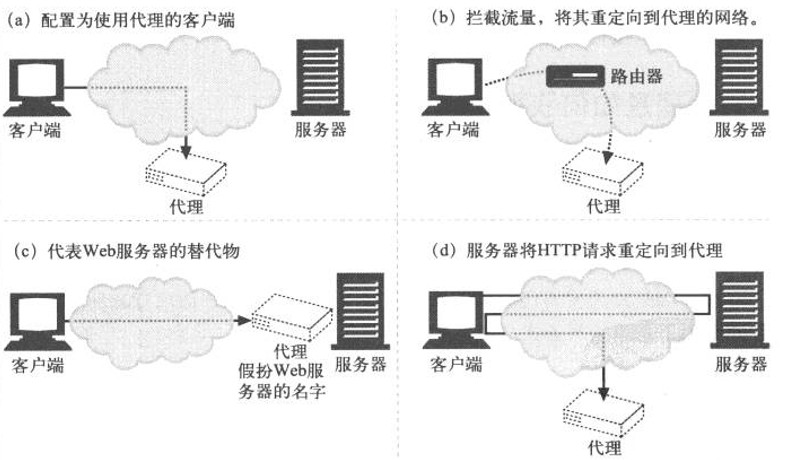 (a) 配置为使用代理的客户端
客户端
服务器
代理
(b) 拦截流量，将其重定向到代理的网络。
路由器
客户端
服务器
代理
(c) 代表Web服务器的替代物
客户端
代理
假扮Web服
务器的名字
服务器
(d) 服务器将HTTP请求重定向到代理
客户端
服务器
代理